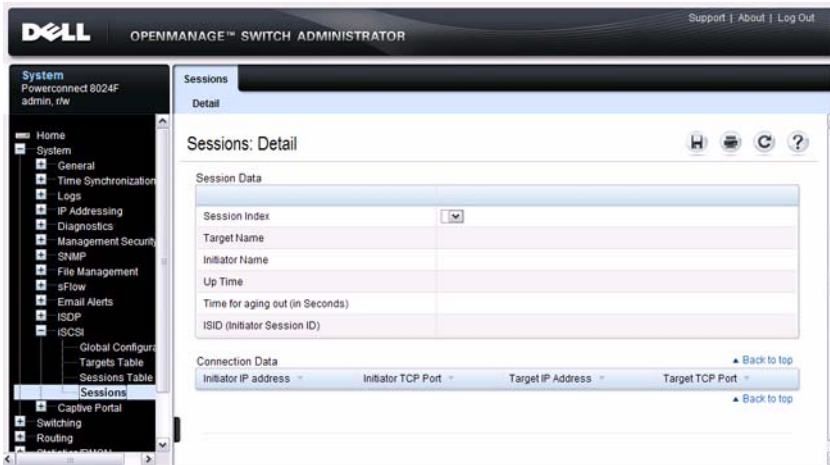 Support | About | Log Out
DELL
OPENMANAGE™ SWITCH ADMINISTRATOR
System
Powerconnect 8024F
admin, r/w
Home
System
General
Time Synchronization
Logs
IP Addressing
Diagnostics
Management Security
SNMP
File Management
sFlow
Email Alerts
ISDP
iSCSI
Global Configura
Targets Table
Sessions Table
Sessions
Captive Portal
Switching
Routing
Sessions
Detail
Sessions: Detail
Session Data
Session Index
Target Name
Initiator Name
Up Time
Time for aging out (in Seconds)
ISID (Initiator Session ID)
Connection Data
Back to top
Initiator IP address Initiator TCP Port Target IP Address Target TCP Port
Back to top